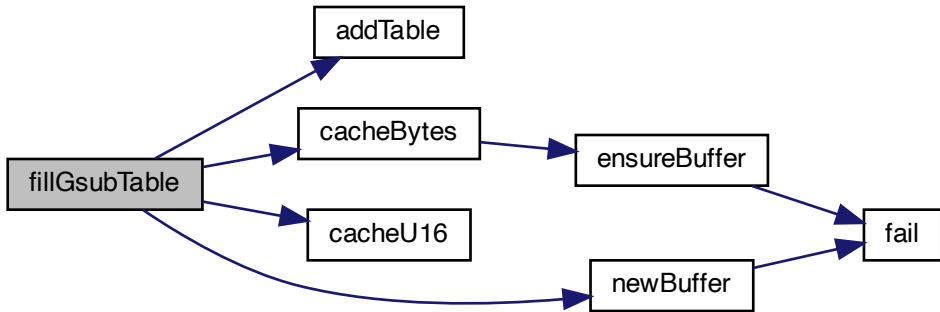 addTable
cacheBytes
ensureBuffer
fillGsubTable
cacheU16
fail
newBuffer